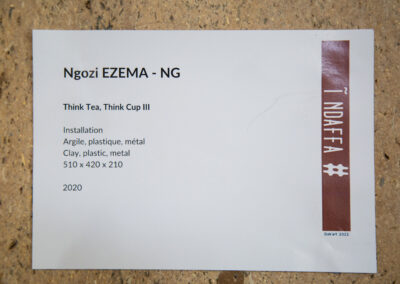 Ngozi EZEMA - NG
Think Tea, Think Cup III
Installation
Argile, plastique, métal
Clay, plastic, metal
510 x 420 x 210
2020
I NDAFFA #